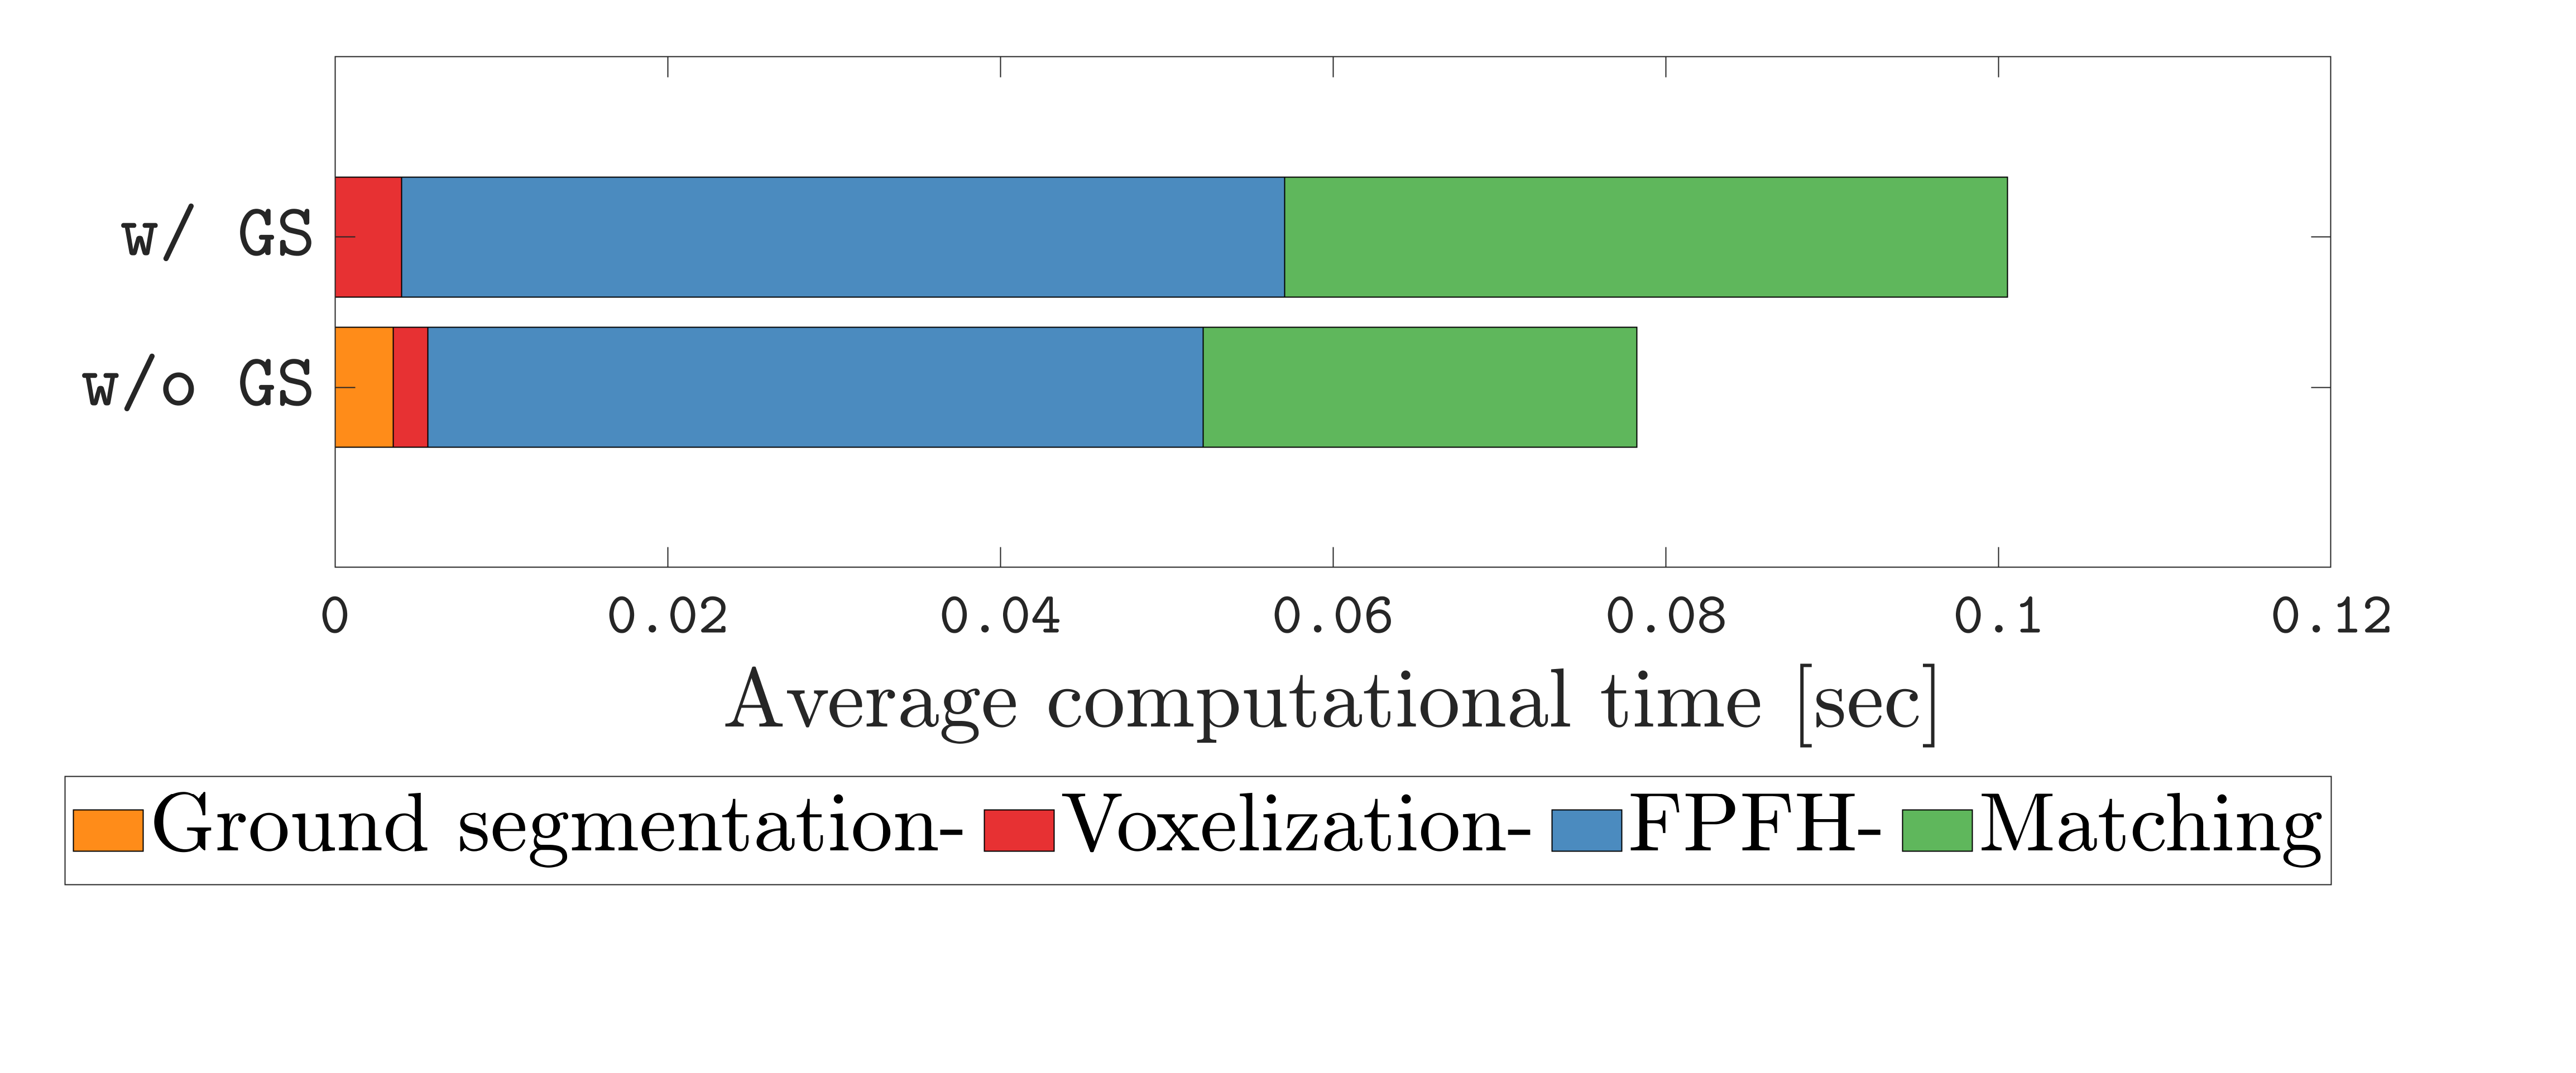 w/ GS
w/o GS
0 0.02 0.04 0.06 0.08 0.1 0.12
Average computational time [sec]
Ground segmentation- Voxelization- FPFH- Matching